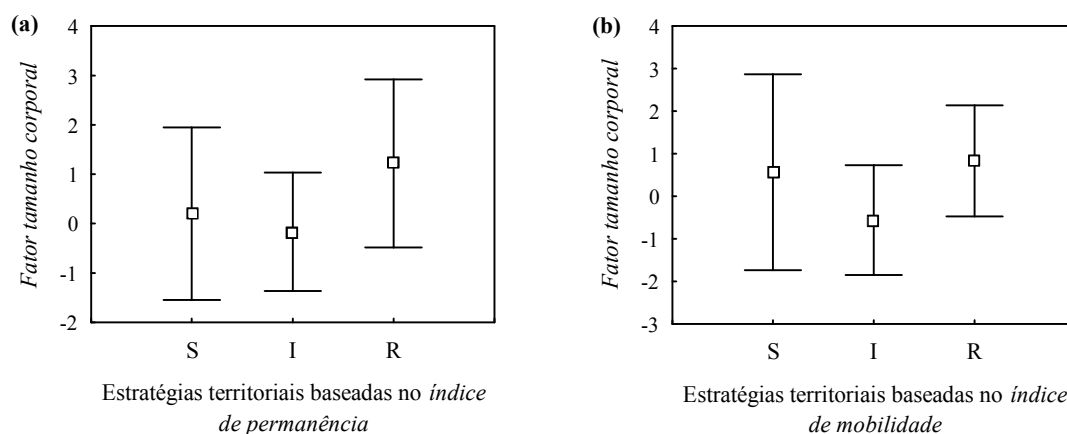 (a)
Fator tamanho corporal
4
3
2
1
0
-1
-2
S I R
Estratégias territoriais baseadas no índice
de permanência
(b)
Fator tamanho corporal
4
3
2
1
0
-1
-2
-3
S I R
Estratégias territoriais baseadas no índice
de mobilidade